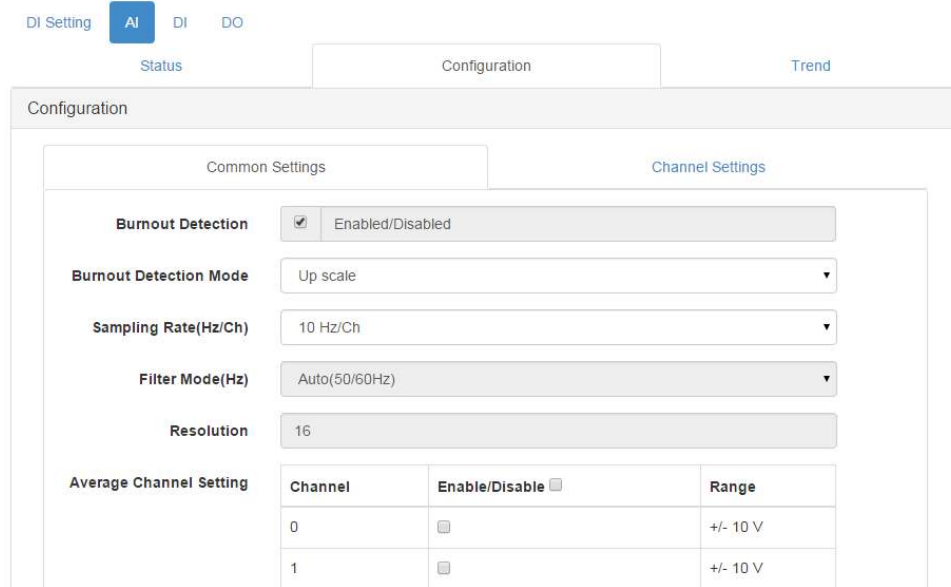 DI Setting AI DI DO
Status Configuration Trend
Configuration
Common Settings Channel Settings
Burnout Detection Enabled/Disabled
Burnout Detection Mode Up scale
Sampling Rate(Hz/Ch) 10 Hz/Ch
Filter Mode(Hz) Auto(50/60Hz)
Resolution 16
Average Channel Setting Channel Enable/Disable Range
0 +/- 10 V
1 +/- 10 V